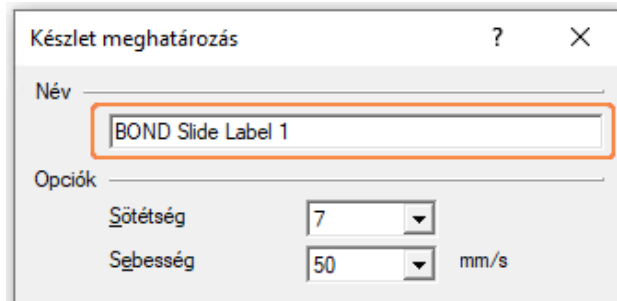 Készlet meghatározás ? ×
Név
BOND Slide Label 1
Opciók
Sötétség 7
Sebesség 50 mm/s